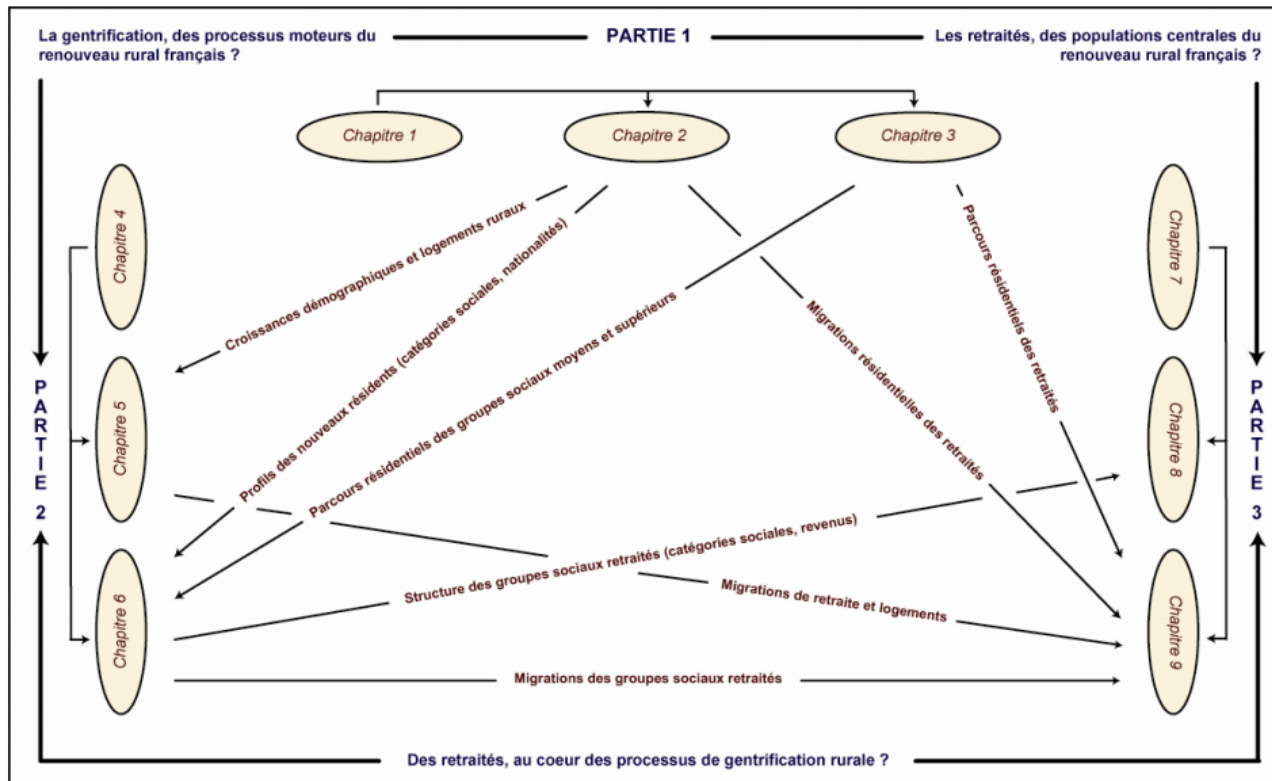 La gentrification, des processus moteurs du
renouveau rural français ?
PARTIE 1
Les retraités, des populations centrales du
renouveau rural français ?
Chapitre 1
Chapitre 2
Chapitre 3
Chapitre 4
Chapitre 5
Chapitre 6
Chapitre 7
Chapitre 8
Chapitre 9
PARTIE 2
PARTIE 3
Croissances démographiques et logements ruraux
Profils des nouveaux résidents (catégories sociales, nationalités)
Parcours résidentiels des groupes sociaux moyens et supérieurs
Migrations résidentielles des retraités
Parcours résidentiels des retraités
Structure des groupes sociaux retraités (catégories sociales, revenus)
Migrations de retraite et logements
Migrations des groupes sociaux retraités
Des retraités, au coeur des processus de gentrification rurale ?